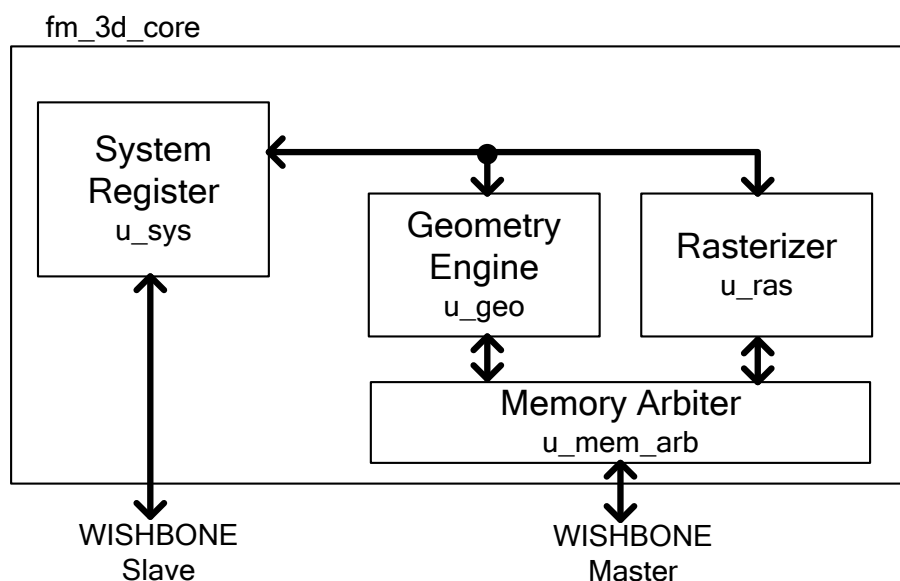 fm_3d_core
System
Register
u_sys
Geometry
Engine
u_geo
Rasterizer
u_ras
Memory Arbiter
u_mem_arb
WISHBONE
Slave
WISHBONE
Master